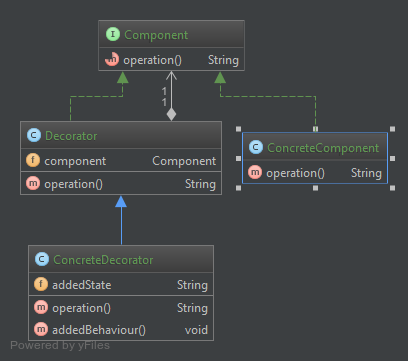 I Component
m operation() String
1
1
C Decorator
f component Component
m operation() String
C ConcreteComponent
m operation() String
C ConcreteDecorator
f addedState String
m operation() String
m addedBehaviour() void
Powered by yFiles